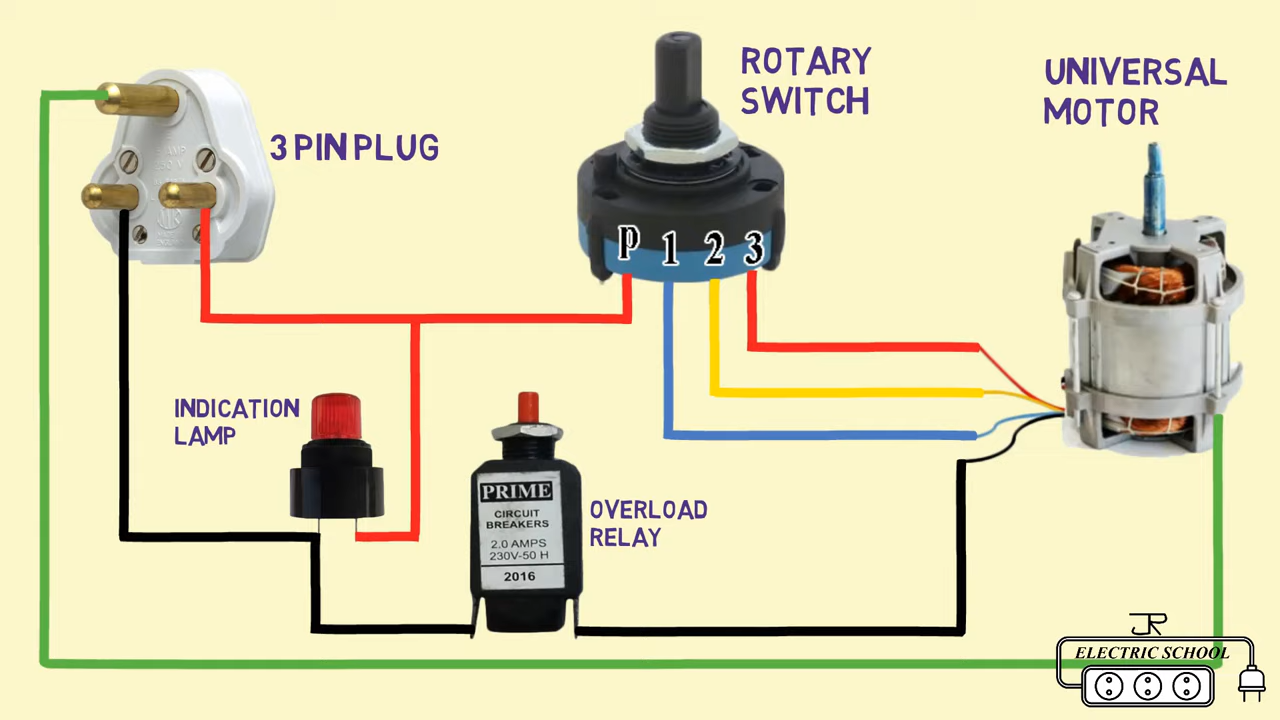 3 PIN PLUG
ROTARY
SWITCH
UNIVERSAL
MOTOR
P 1 2 3
INDICATION
LAMP
PRIME
CIRCUIT
BREAKERS
2.0 AMPS
230V-50 H
2016
OVERLOAD
RELAY
JR
ELECTRIC SCHOOL